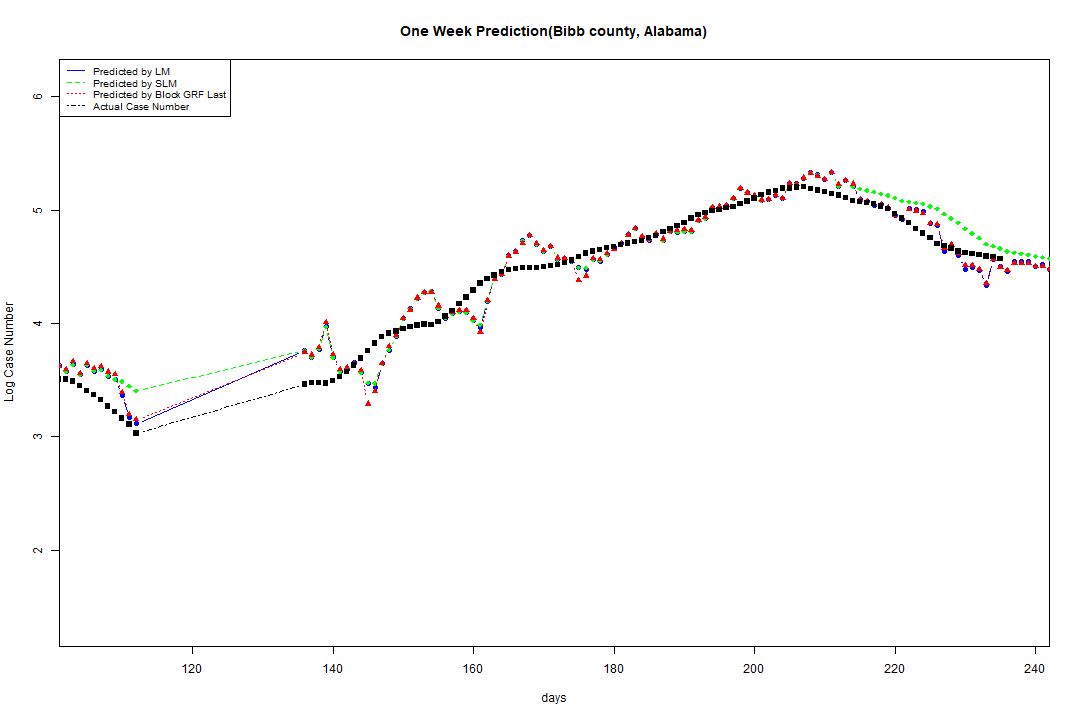 One Week Prediction(Bibb county, Alabama)
Predicted by LM
Predicted by SLM
Predicted by Block GRF Last
Actual Case Number
6
5
4
3
2
Log Case Number
120 140 160 180 200 220 240
days